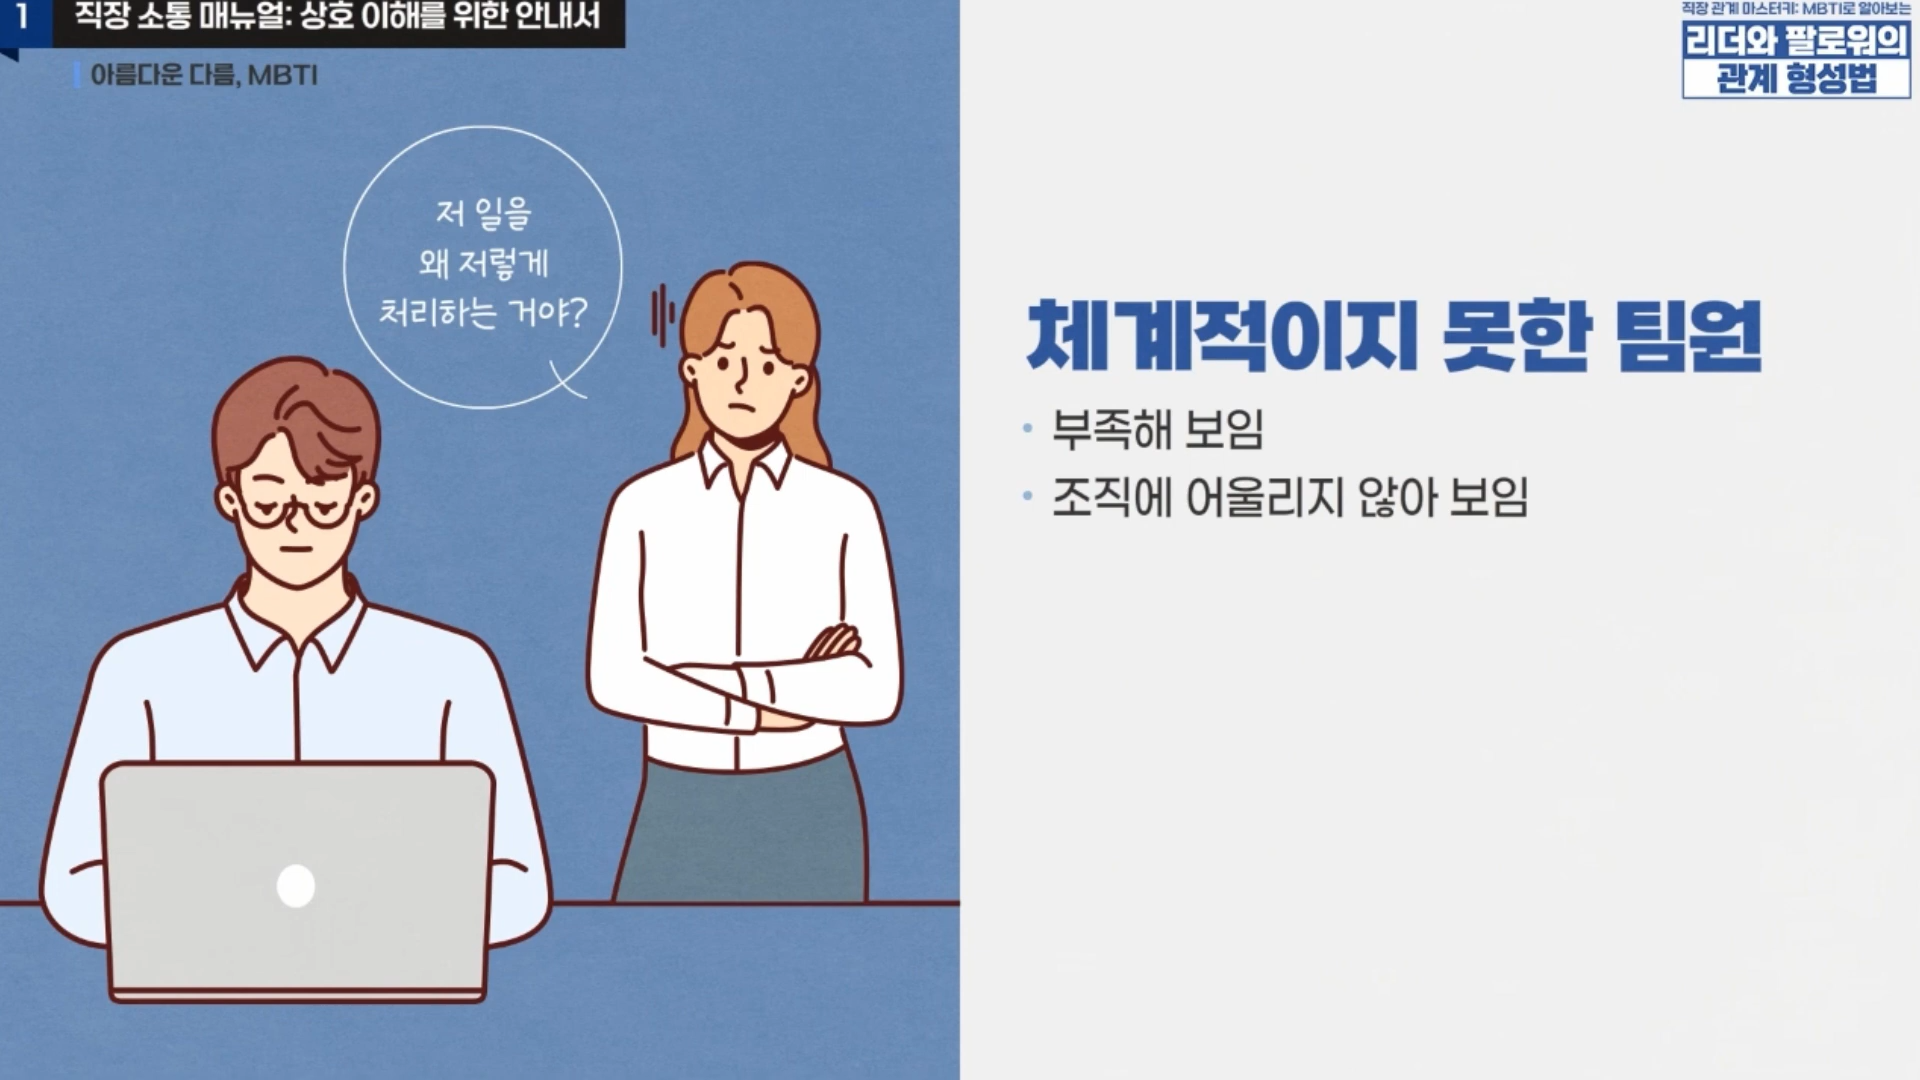 1 직장 소통 매뉴얼: 상호 이해를 위한 안내서
아름다운 다름, MBTI
직장 관계 마스터키: MBTI로 알아보는
리더와 팔로워의
관계 형성법
저 일을
왜 저렇게
처리하는 거야?
체계적이지 못한 팀원
• 부족해 보임
• 조직에 어울리지 않아 보임